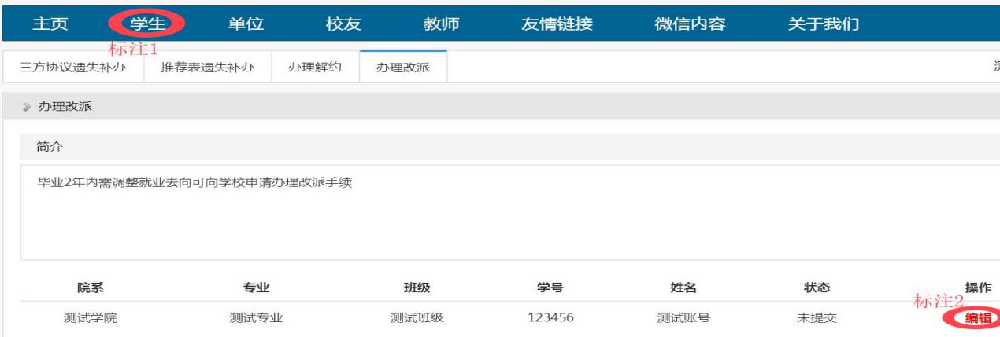 主页 学生 单位 校友 教师 友情链接 微信内容 关于我们
标注1
三方协议遗失补办 推荐表遗失补办 办理解约 办理改派
办理改派
简介
毕业2年内需调整就业去向可向学校申请办理改派手续
院系 专业 班级 学号 姓名 状态 操作
标注2
测试学院 测试专业 测试班级 123456 测试账号 未提交 编辑